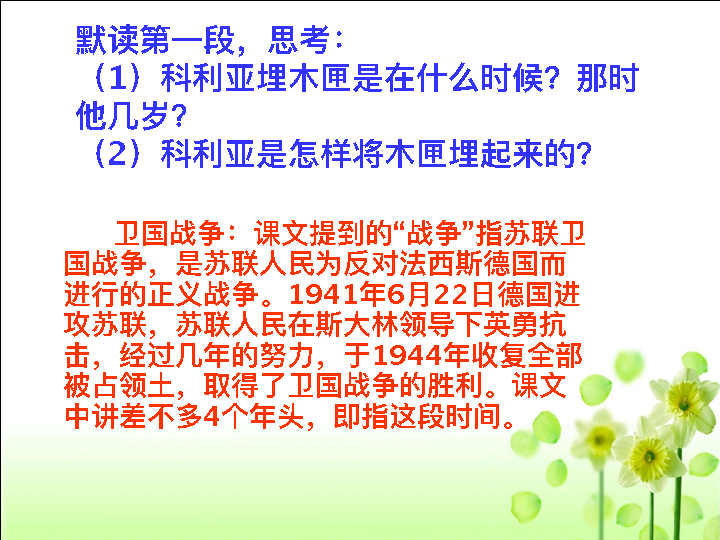 默读第一段，思考：
（1）科利亚埋木匣是在什么时候？那时
他几岁？
（2）科利亚是怎样将木匣埋起来的？
卫国战争：课文提到的“战争”指苏联卫
国战争，是苏联人民为反对法西斯德国而
进行的正义战争。1941年6月22日德国进
攻苏联，苏联人民在斯大林领导下英勇抗
击，经过几年的努力，于1944年收复全部
被占领土，取得了卫国战争的胜利。课文
中讲差不多4个年头，即指这段时间。